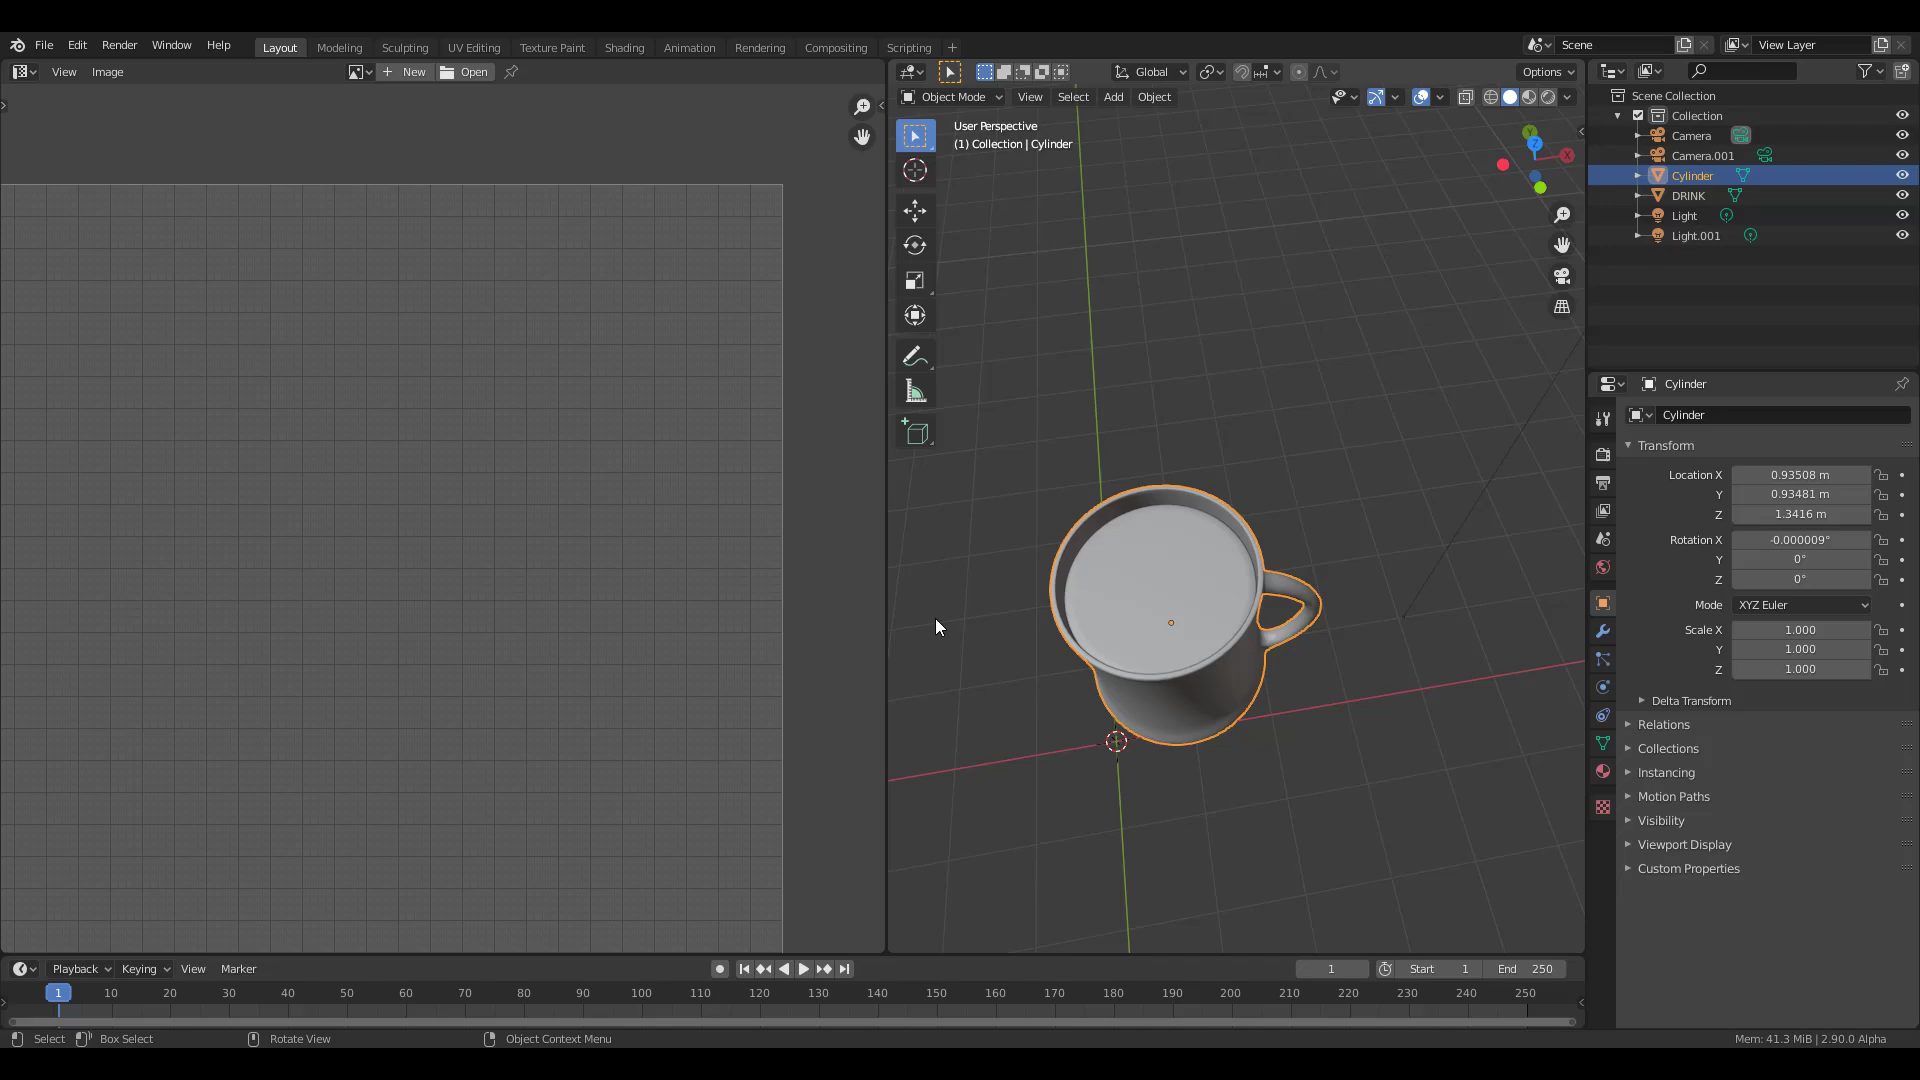 File Edit Render Window Help Layout Modeling Sculpting UV Editing Texture Paint Shading Animation Rendering Compositing Scripting + Scene View Layer
View Image New Open Global Options
Object Mode View Select Add Object
User Perspective
(1) Collection | Cylinder
Y
Z
X
Scene Collection
Collection
Camera
Camera.001
Cylinder
DRINK
Light
Light.001
Cylinder
Cylinder
Transform
Location X 0.93508 m
Y 0.93481 m
Z 1.3416 m
Rotation X -0.000009°
Y 0°
Z 0°
Mode XYZ Euler
Scale X 1.000
Y 1.000
Z 1.000
Delta Transform
Relations
Collections
Instancing
Motion Paths
Visibility
Viewport Display
Custom Properties
Playback Keying View Marker 1 Start 1 End 250
1 10 20 30 40 50 60 70 80 90 100 110 120 130 140 150 160 170 180 190 200 210 220 230 240 250
Select Box Select Rotate View Object Context Menu Mem: 41.3 MiB | 2.90.0 Alpha